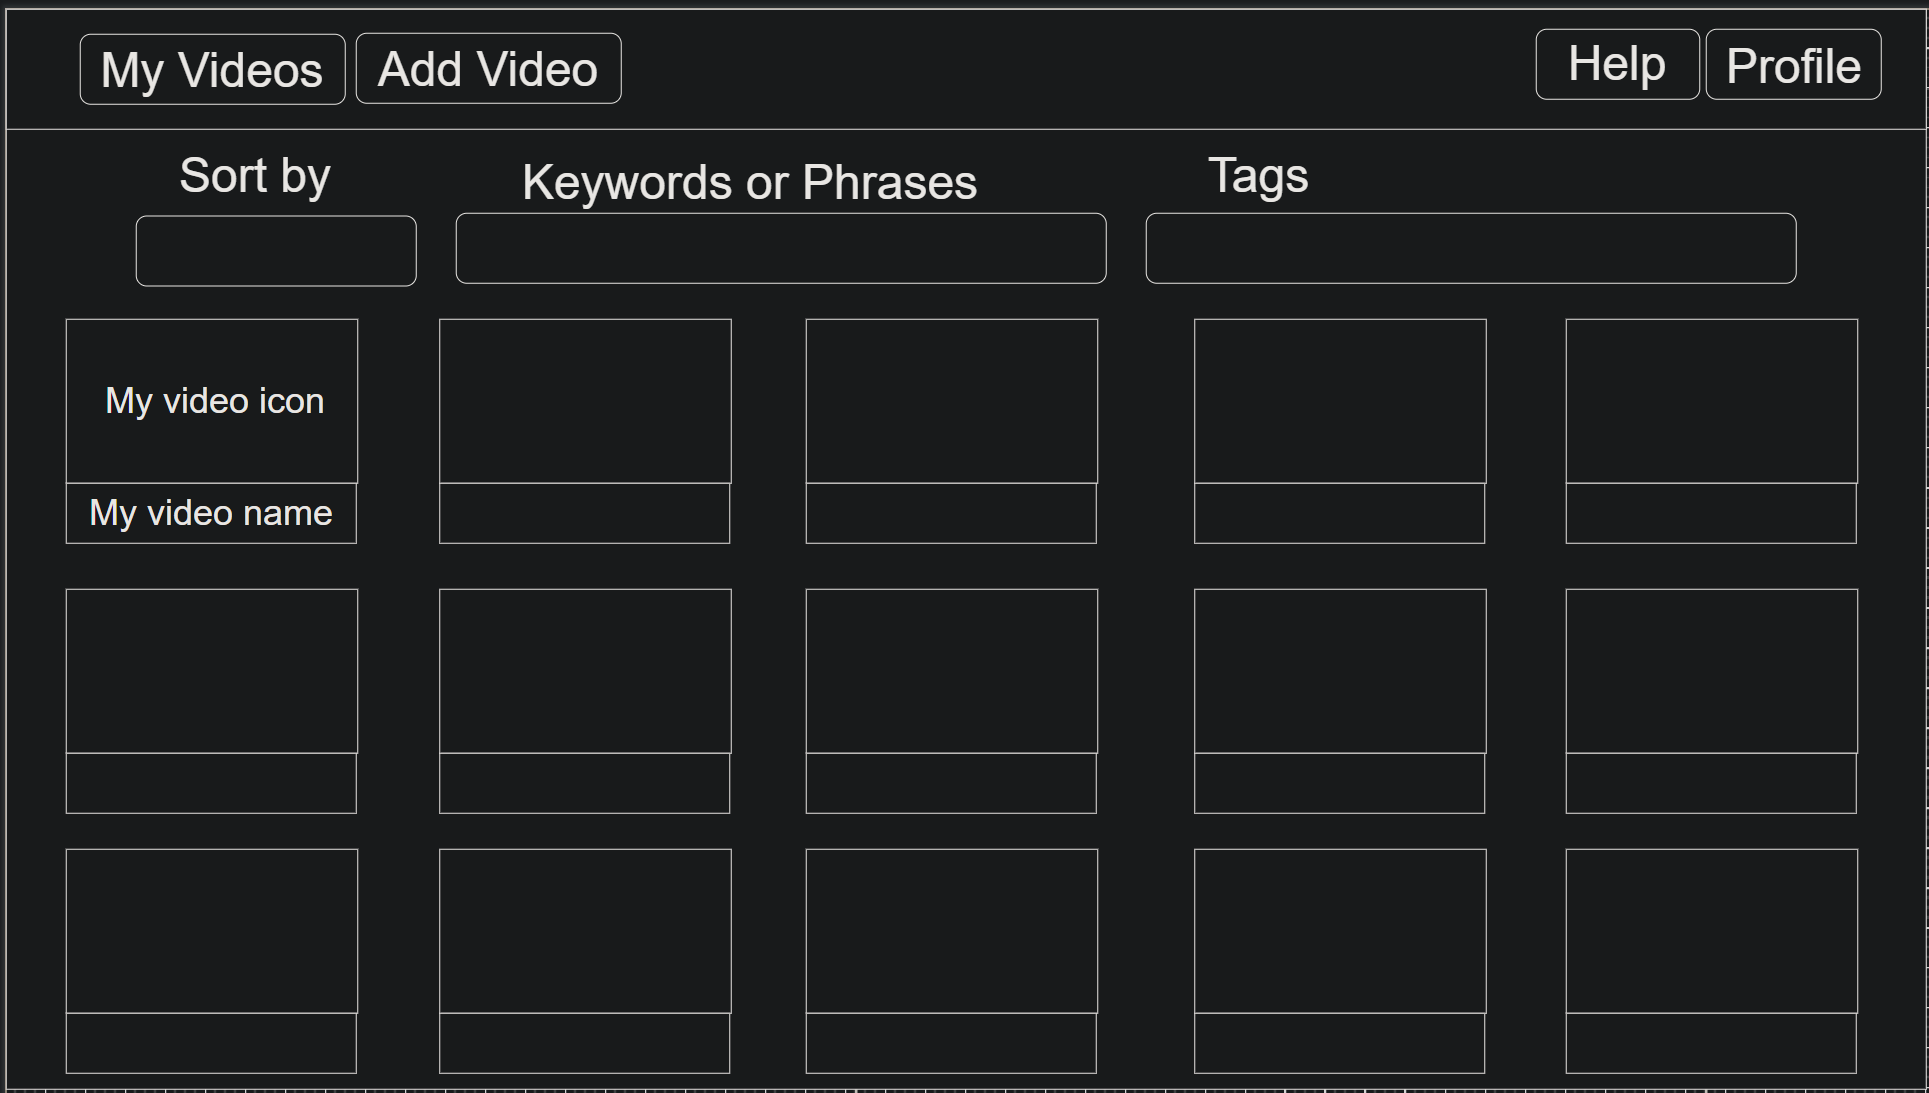 My Videos
Add Video
Help
Profile
Sort by
Keywords or Phrases
Tags
My video icon
My video name